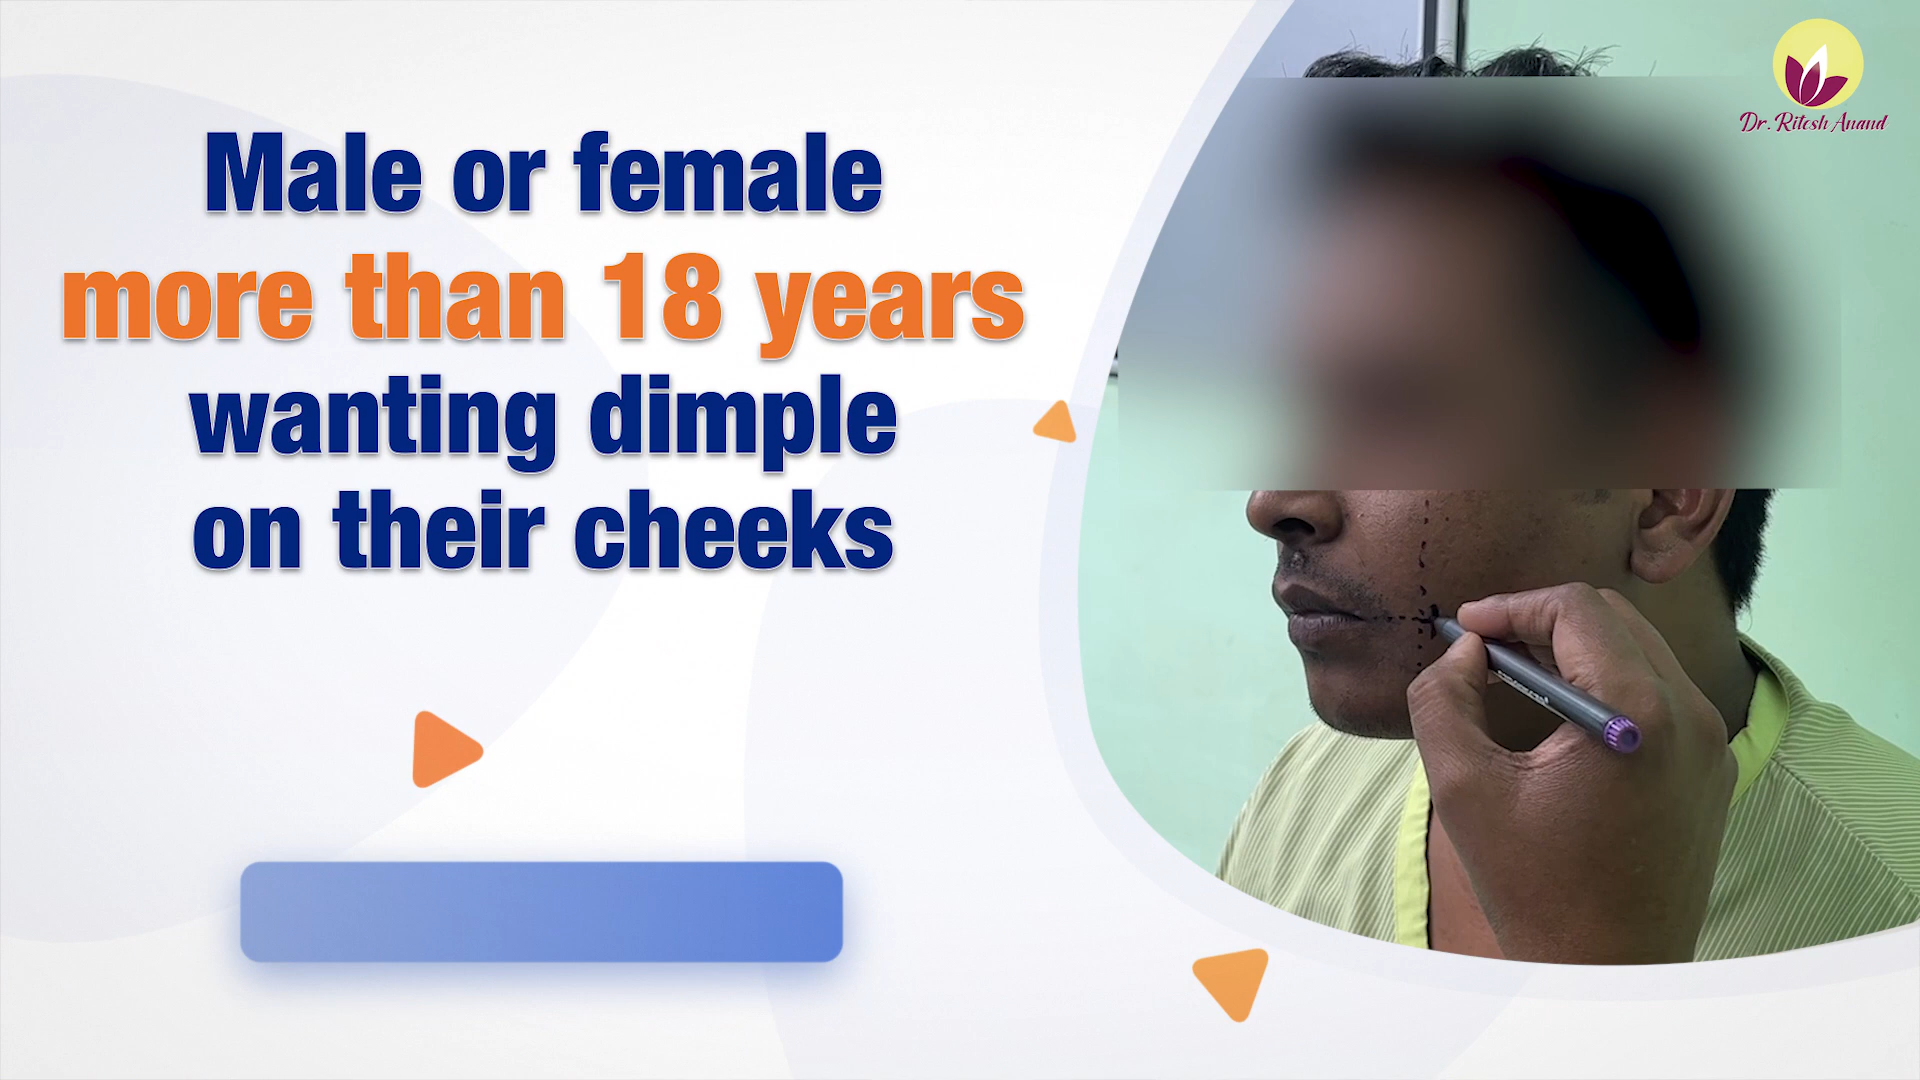 Male or female
more than 18 years
wanting dimple
on their cheeks
Dr. Ritesh Anand